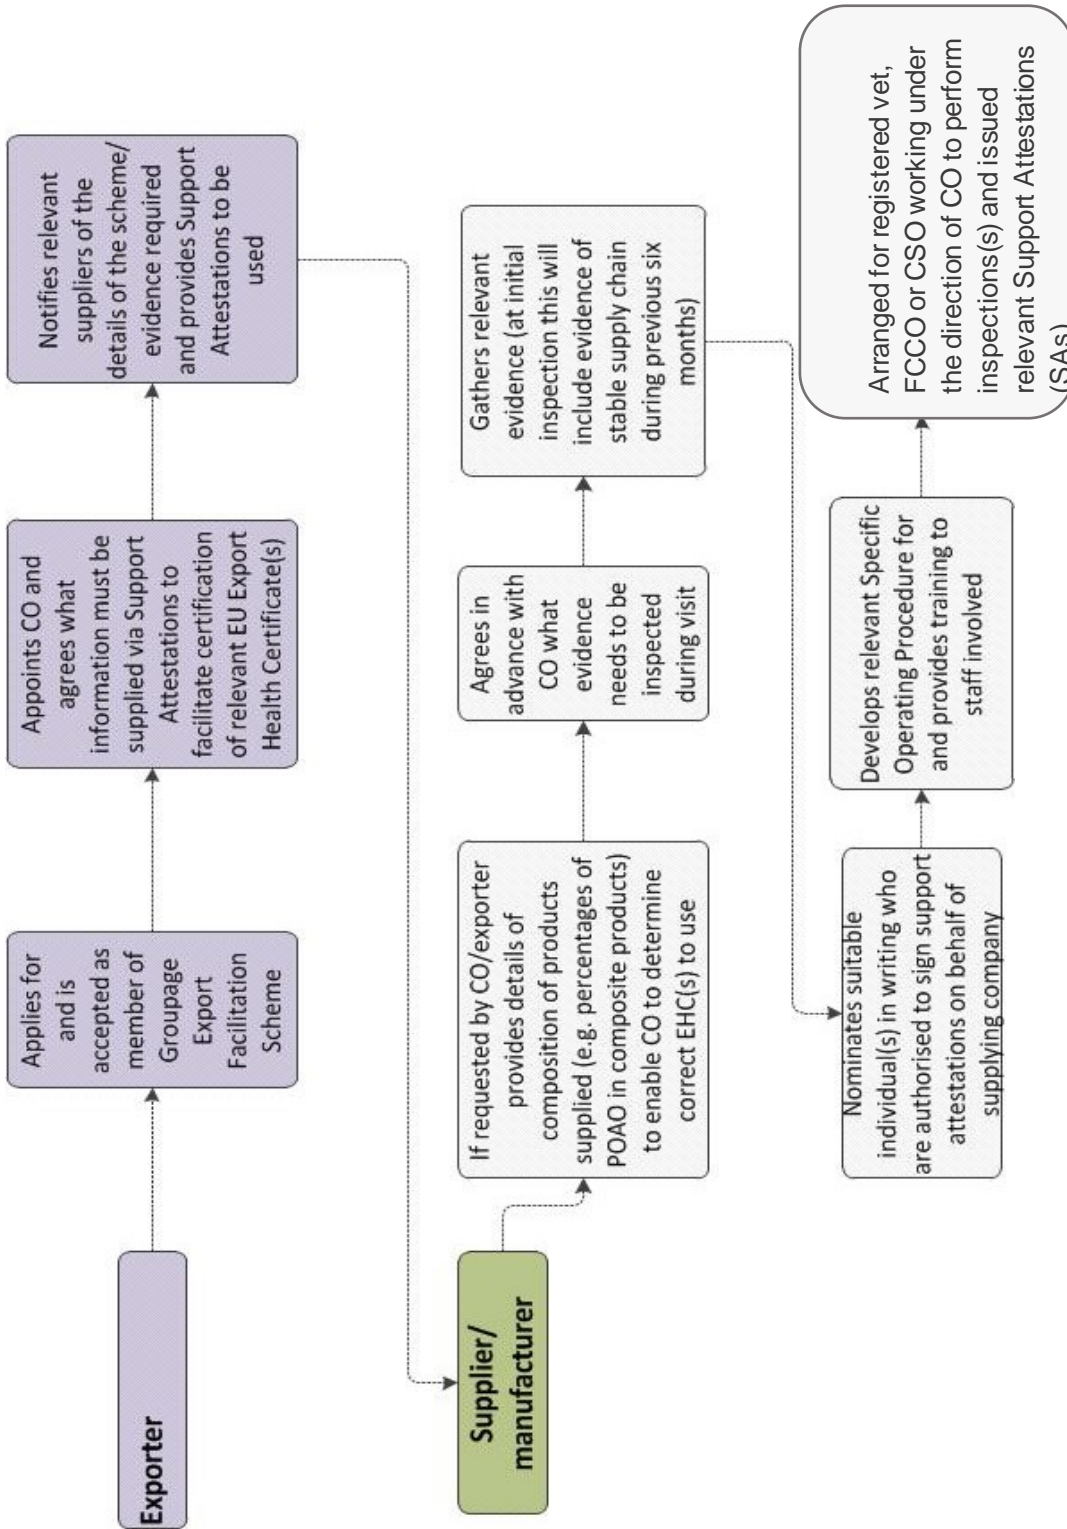 Exporter
Applies for
and is
accepted as
member of
Groupage
Export
Facilitation
Scheme
Appoints CO and
agrees what
information must be
supplied via Support
Attestations to
facilitate certification
of relevant EU Export
Health Certificate(s)
Notifies relevant
suppliers of the
details of the scheme/
evidence required
and provides Support
Attestations to be
used
Supplier/
manufacturer
If requested by CO/exporter
provides details of
composition of products
supplied (e.g. percentages of
POAO in composite products)
to enable CO to determine
correct EHC(s) to use
Agrees in
advance with
CO what
evidence
needs to be
inspected
during visit
Gathers relevant
evidence (at initial
inspection this will
include evidence of
stable supply chain
during previous six
months)
Nominates suitable
individual(s) in writing who
are authorised to sign support
attestations on behalf of
supplying company
Develops relevant Specific
Operating Procedure for
and provides training to
staff involved
Arranged for registered vet,
FCCO or CSO working under
the direction of CO to perform
inspections(s) and issued
relevant Support Attestations
(SAs)